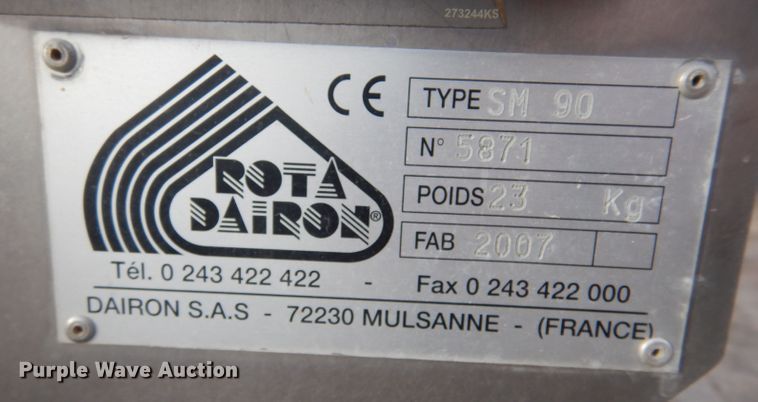 273244KS
CE
ROTA
DAIRON®
TYPE SM 90
N° 5871
POIDS 23 Kg
FAB 2007
Tél. 0 243 422 422 - Fax 0 243 422 000
DAIRON S.A.S - 72230 MULSANNE - (FRANCE)
Purple Wave Auction